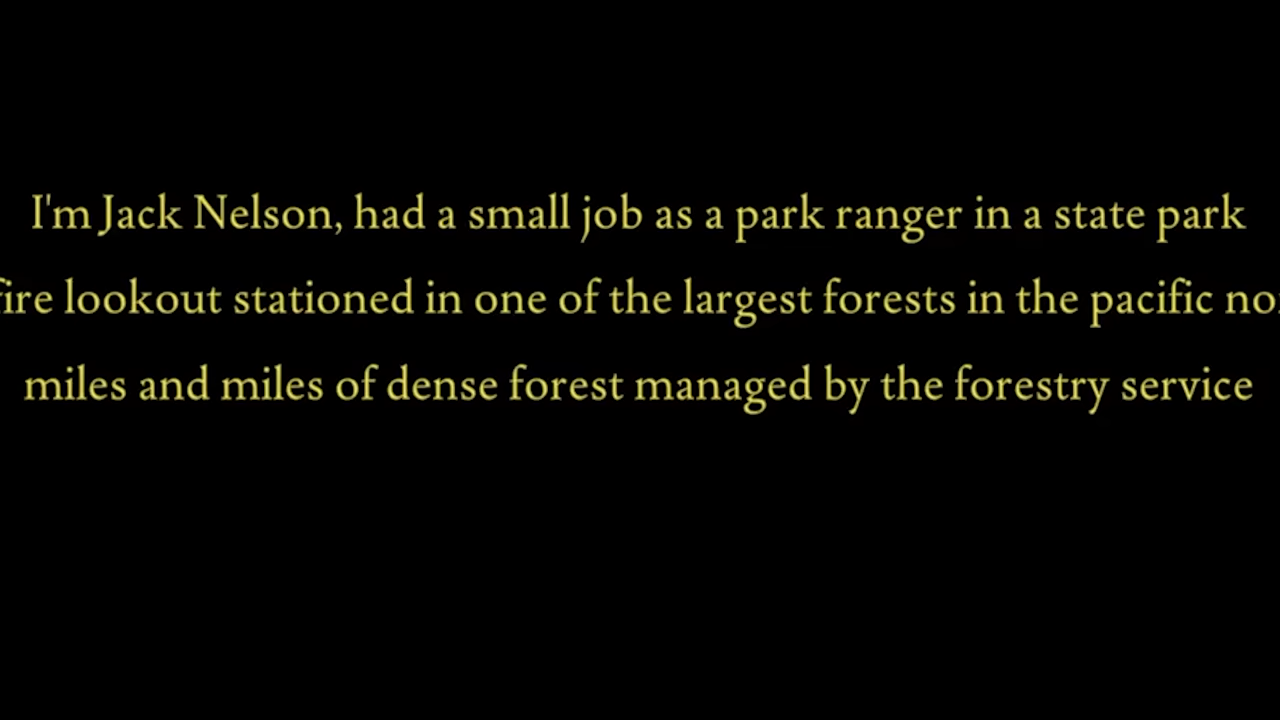 I'm Jack Nelson, had a small job as a park ranger in a state park
fire lookout stationed in one of the largest forests in the pacific
miles and miles of dense forest managed by the forestry service